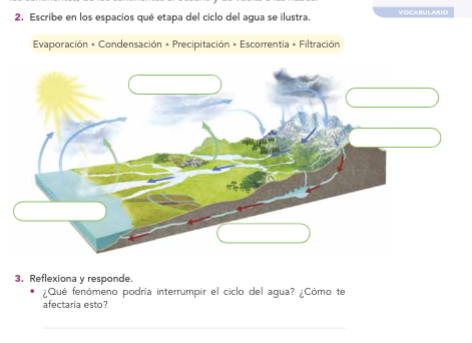 VOCABULARIO
2. Escribe en los espacios qué etapa del ciclo del agua se ilustra.
Evaporación • Condensación • Precipitación • Escorrentía • Filtración
3. Reflexiona y responde.
• ¿Qué fenómeno podría interrumpir el ciclo del agua? ¿Cómo te
afectaría esto?